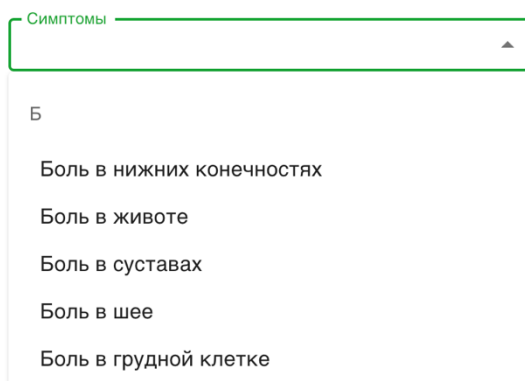 Симптомы
Б
Боль в нижних конечностях
Боль в животе
Боль в суставах
Боль в шее
Боль в грудной клетке